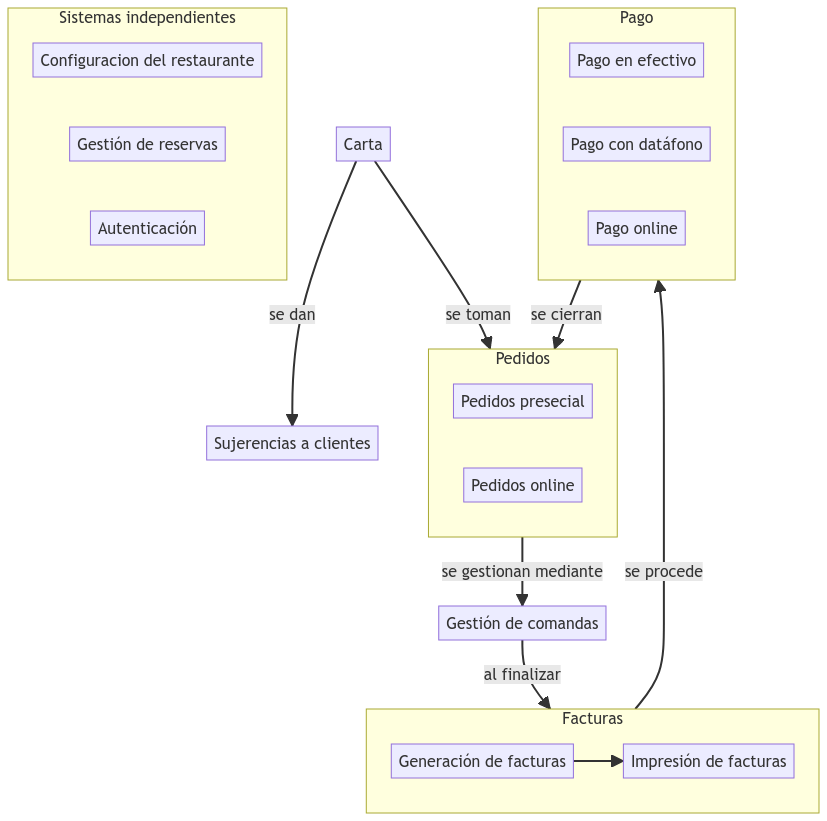 Sistemas independientes
Configuracion del restaurante
Gestión de reservas
Autenticación
Pago
Pago en efectivo
Pago con datáfono
Pago online
Carta
se dan
se toman
se cierran
Sujerencias a clientes
Pedidos
Pedidos presecial
Pedidos online
se gestionan mediante
se procede
Gestión de comandas
al finalizar
Facturas
Generación de facturas
Impresión de facturas